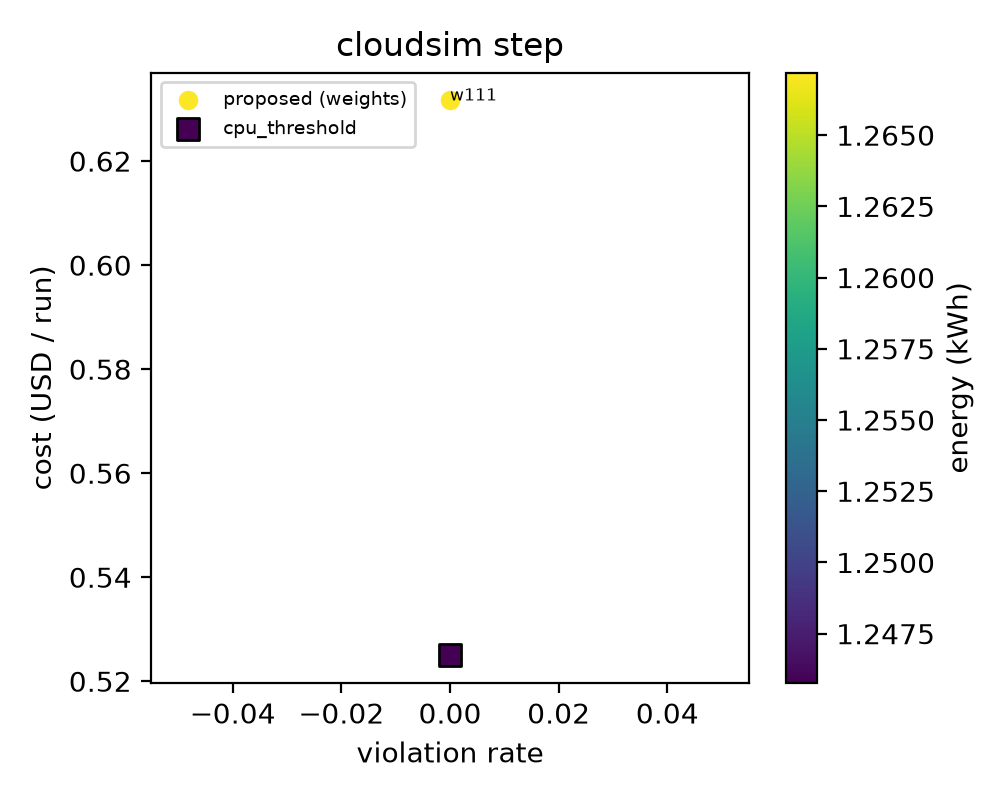 cloudsim step
proposed (weights)
cpu_threshold
w111
cost (USD / run)
0.62
0.60
0.58
0.56
0.54
0.52
−0.04 −0.02 0.00 0.02 0.04
violation rate
1.2650
1.2625
1.2600
1.2575
1.2550
1.2525
1.2500
1.2475
energy (kWh)